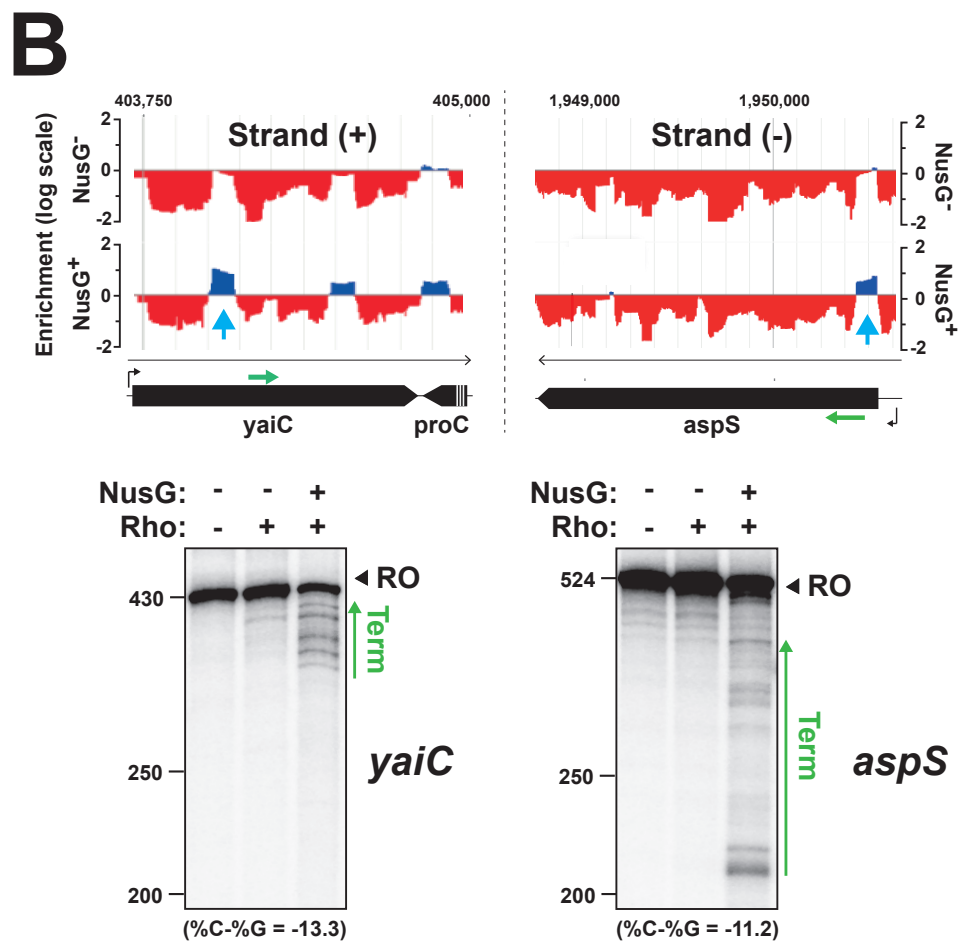 B
403,750 405,000 1,949,000 1,950,000
Strand (+) Strand (-)
Enrichment (log scale)
NusG-
2
0
-2
NusG+
2
0
-2
2
0
-2
NusG-
2
0
-2
NusG+
yaiC proC aspS
NusG: - - +
Rho: - + +
RO
430
Term
250
200
yaiC
(%C-%G = -13.3)
NusG: - - +
Rho: - + +
524
RO
Term
250
200
aspS
(%C-%G = -11.2)